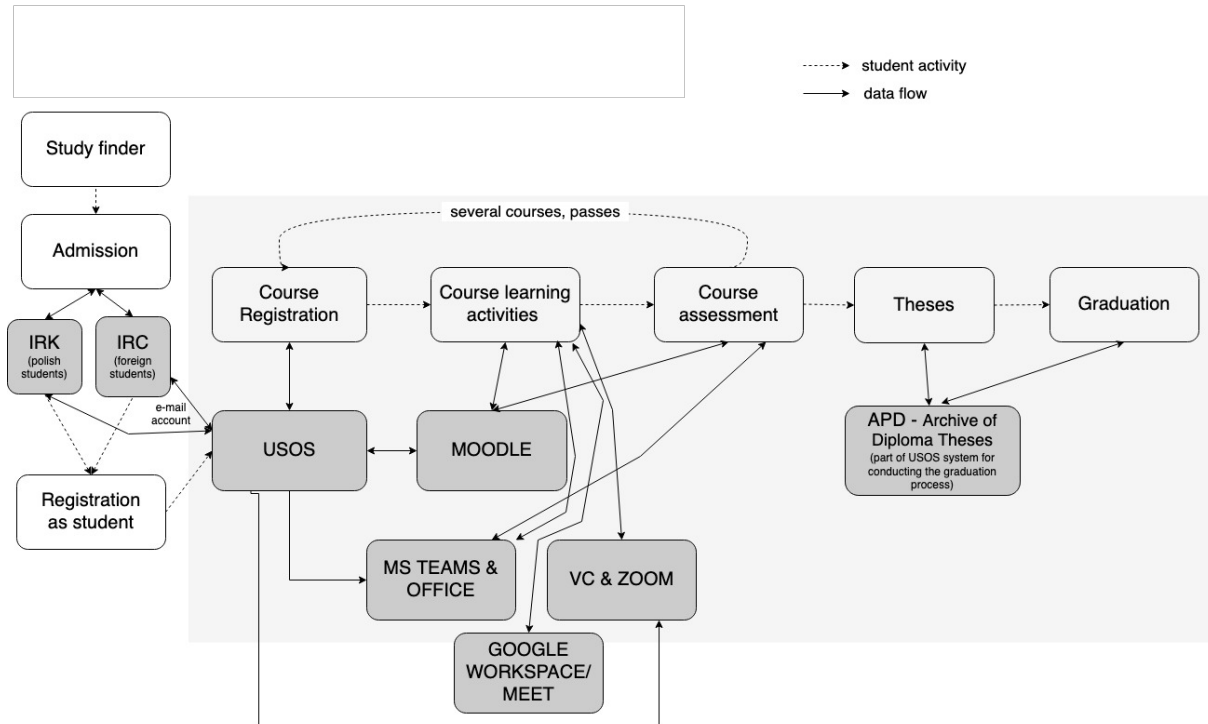 student activity
data flow
Study finder
Admission
several courses, passes
Course
Registration
Course learning
activities
Course
assessment
Theses
Graduation
IRK
(polish
students)
IRC
(foreign
students)
e-mail
account
USOS
MOODLE
APD - Archive of
Diploma Theses
(part of USOS system for
conducting the graduation
process)
Registration
as student
MS TEAMS &
OFFICE
VC & ZOOM
GOOGLE
WORKSPACE/
MEET